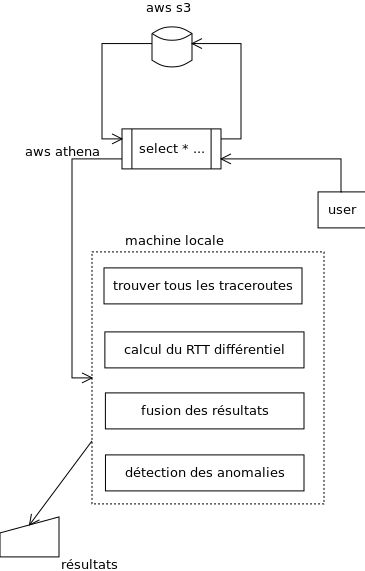 aws s3
aws athena
select * ...
user
machine locale
trouver tous les traceroutes
calcul du RTT différentiel
fusion des résultats
détection des anomalies
résultats